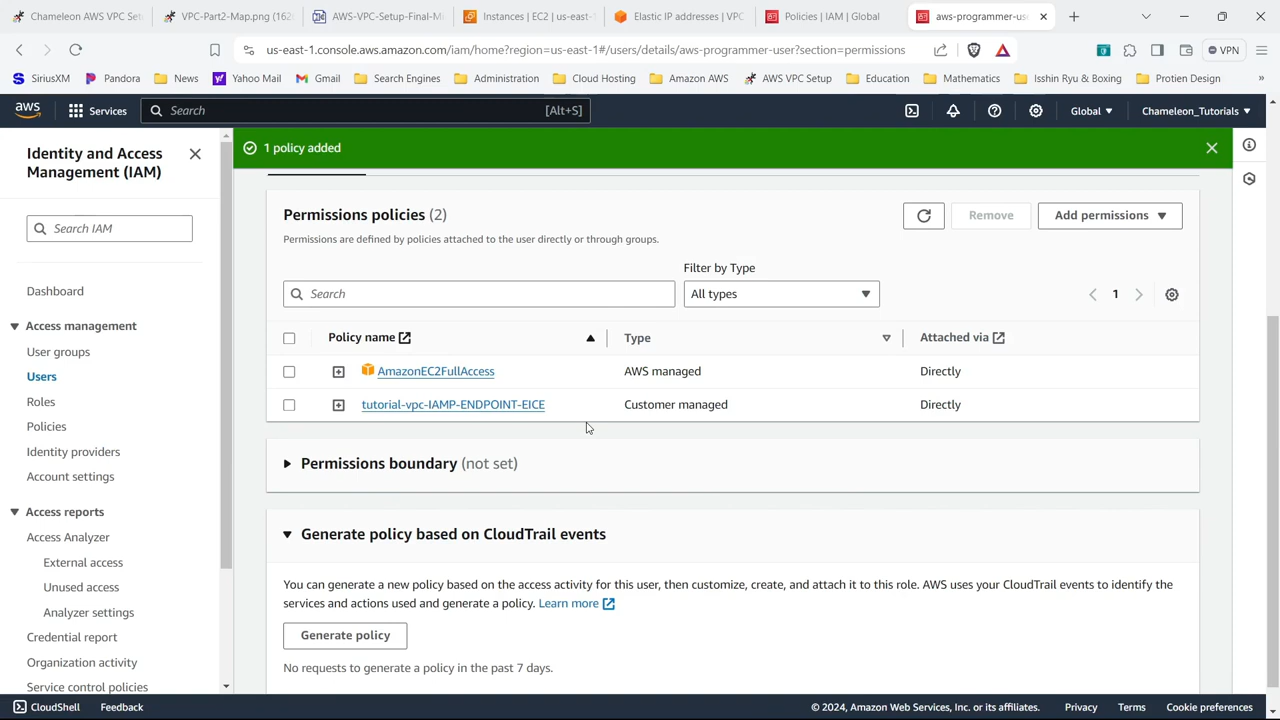 Chameleon AWS VPC Set
VPC-Part2-Map.png (162
AWS-VPC-Setup-Final-Mi
Instances | EC2 | us-east-1
Elastic IP addresses | VPC
Policies | IAM | Global
aws-programmer-use
us-east-1.console.aws.amazon.com/iam/home?region=us-east-1#/users/details/aws-programmer-user?section=permissions
VPN
SiriusXM
Pandora
News
Yahoo Mail
Gmail
Search Engines
Administration
Cloud Hosting
Amazon AWS
AWS VPC Setup
Education
Mathematics
Isshin Ryu & Boxing
Protien Design
»
aws
Services
Search
[Alt+S]
Global
Chameleon_Tutorials
Identity and Access
Management (IAM)
Search IAM
Dashboard
Access management
User groups
Users
Roles
Policies
Identity providers
Account settings
Access reports
Access Analyzer
External access
Unused access
Analyzer settings
Credential report
Organization activity
Service control policies
1 policy added
Permissions policies (2)
Remove
Add permissions
Permissions are defined by policies attached to the user directly or through groups.
Filter by Type
Search
All types
1
Policy name
Type
Attached via
AmazonEC2FullAccess
AWS managed
Directly
tutorial-vpc-IAMP-ENDPOINT-EICE
Customer managed
Directly
Permissions boundary (not set)
Generate policy based on CloudTrail events
You can generate a new policy based on the access activity for this user, then customize, create, and attach it to this role. AWS uses your CloudTrail events to identify the
services and actions used and generate a policy. Learn more
Generate policy
No requests to generate a policy in the past 7 days.
CloudShell
Feedback
© 2024, Amazon Web Services, Inc. or its affiliates.
Privacy
Terms
Cookie preferences